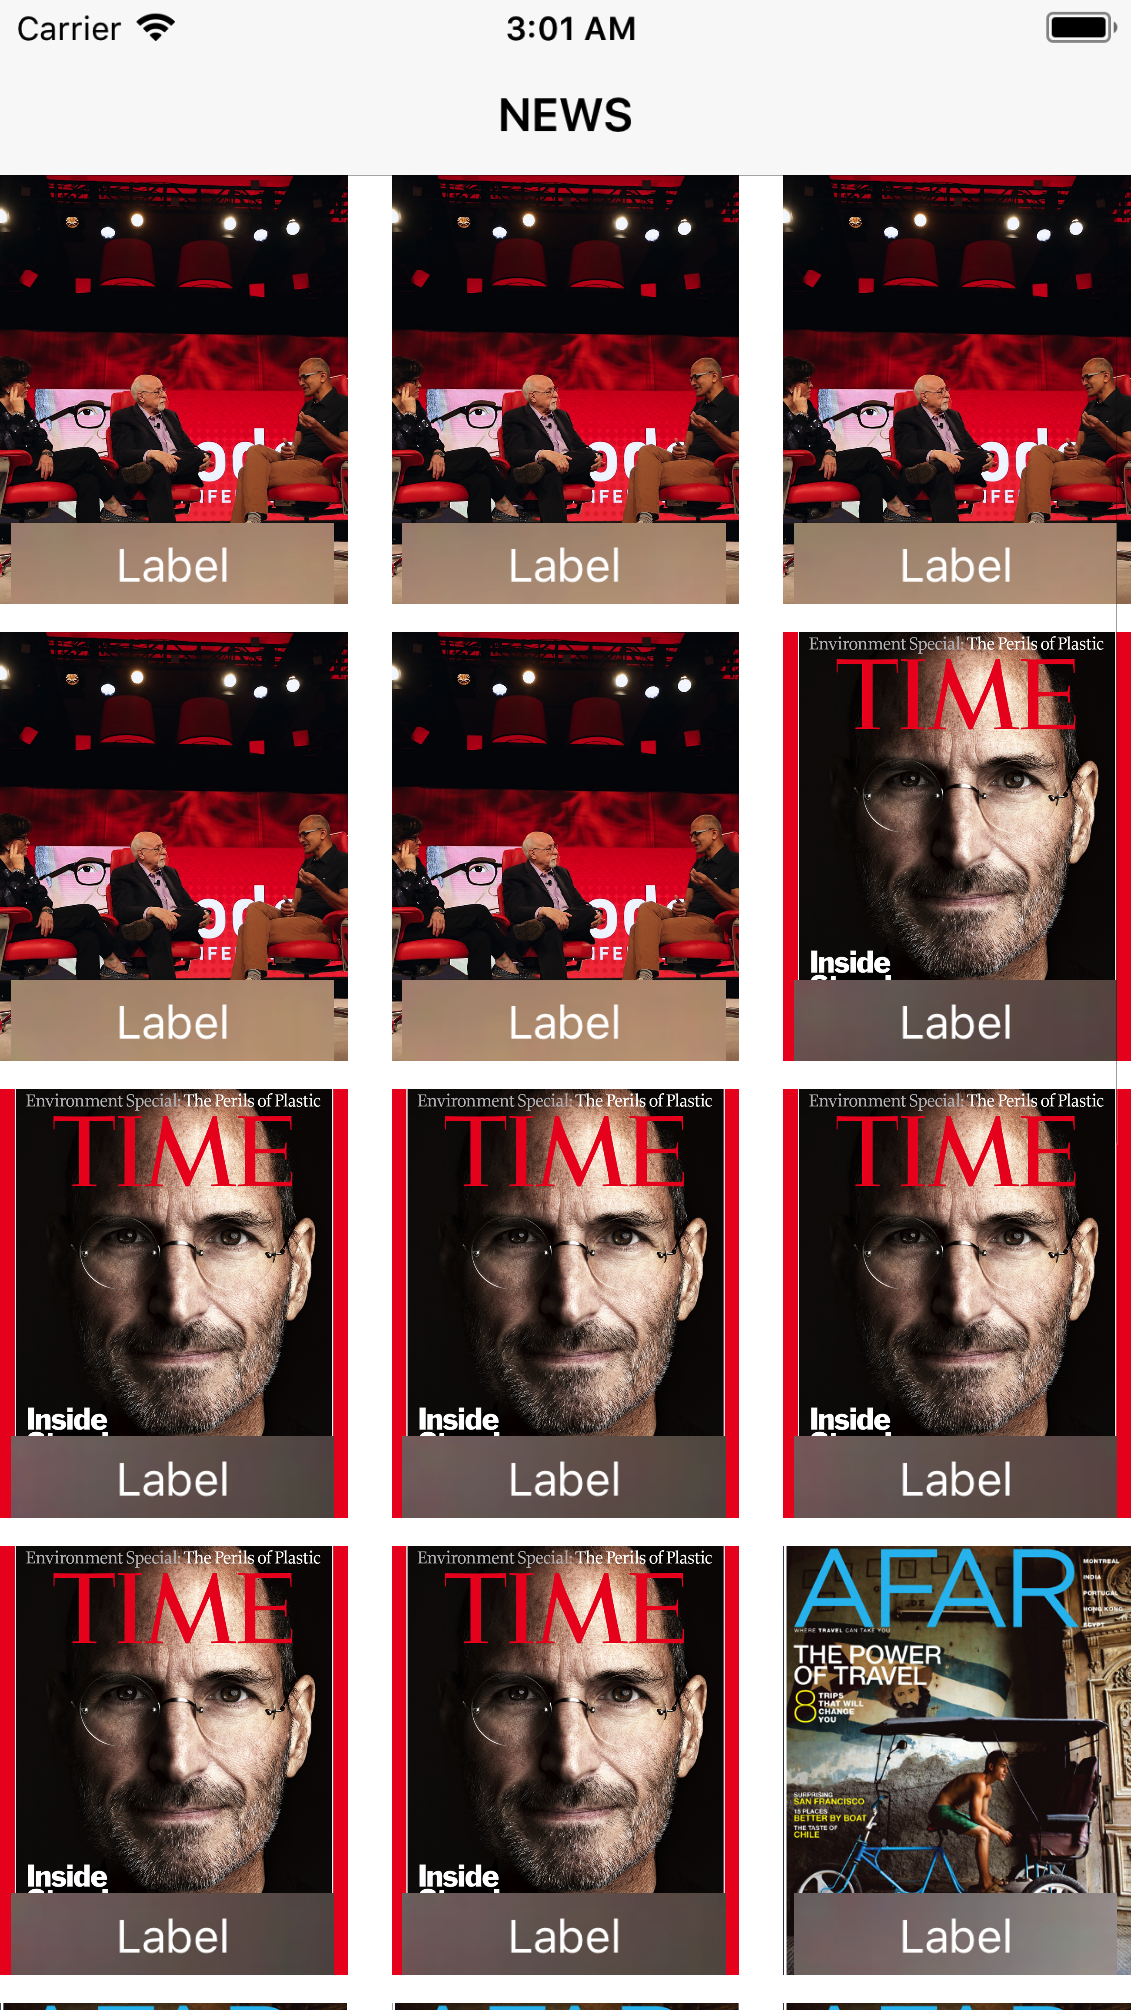 Carrier 3:01 AM
NEWS
Label Label Label
Environment Special: The Perils of Plastic
TIME
Inside
Label Label Label
Environment Special: The Perils of Plastic
TIME
Inside
Label
Environment Special: The Perils of Plastic
TIME
Inside
Label
Environment Special: The Perils of Plastic
TIME
Inside
Label
Environment Special: The Perils of Plastic
TIME
Inside
Label
Environment Special: The Perils of Plastic
TIME
Inside
Label
AFAR
MONTREAL
INDIA
PORTUGAL
HONG KONG
EGYPT
WHERE TRAVEL CAN TAKE YOU
THE POWER
OF TRAVEL
8 TRIPS
THAT WILL
CHANGE
YOU
SURPRISING
SAN FRANCISCO
15 PLACES
BETTER BY BOAT
THE TASTE OF
CHILE
Label